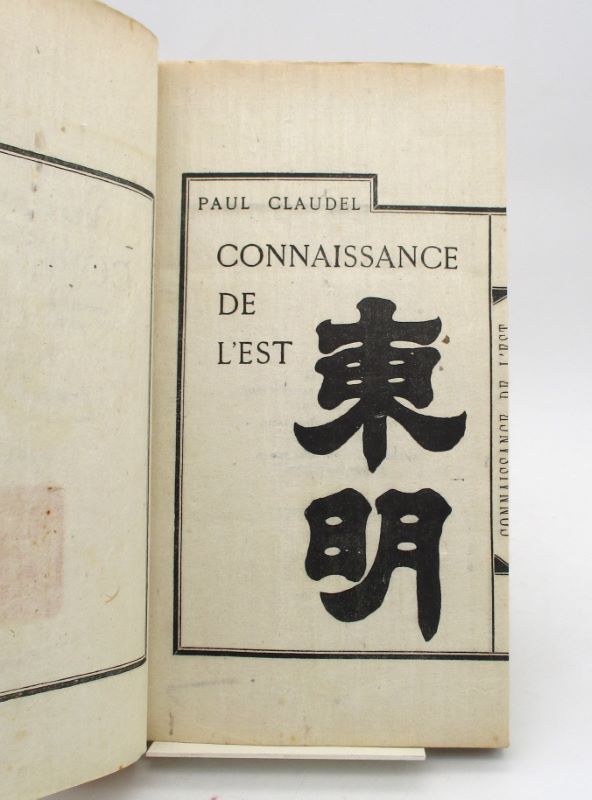 PAUL CLAUDEL
CONNAISSANCE
DE
L'EST
東
明
CONNAISSANCE DE L'EST